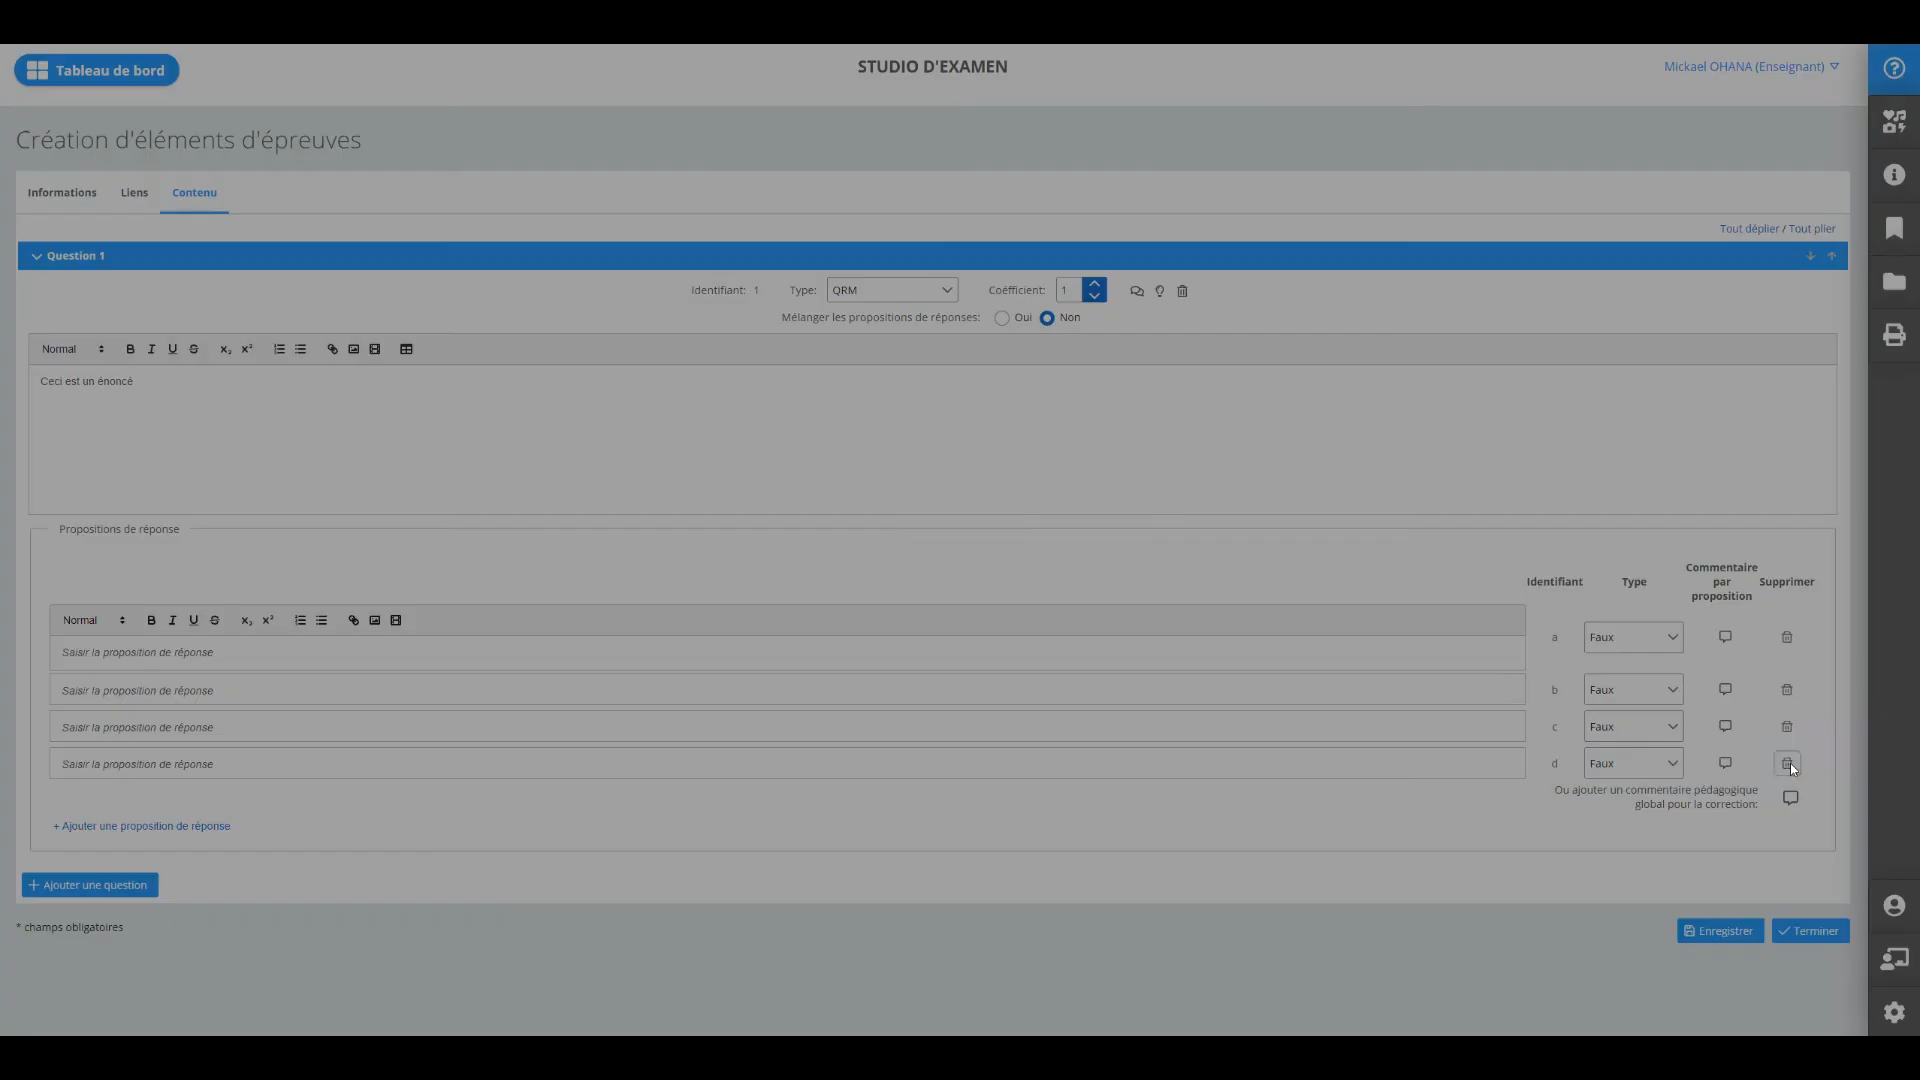 Tableau de bord
STUDIO D'EXAMEN
Mickael OHANA (Enseignant)
Création d'éléments d'épreuves
Informations Liens Contenu
Tout déplier / Tout plier
Question 1
Identifiant: 1 Type: QRM Coéfficient: 1
Mélanger les propositions de réponses: Oui Non
Normal B I U S x₂ x²
Ceci est un énoncé
Propositions de réponse
Identifiant Type Commentaire par proposition Supprimer
Normal B I U S x₂ x²
Saisir la proposition de réponse a Faux
Saisir la proposition de réponse b Faux
Saisir la proposition de réponse c Faux
Saisir la proposition de réponse d Faux
Ou ajouter un commentaire pédagogique
global pour la correction:
+ Ajouter une proposition de réponse
+ Ajouter une question
* champs obligatoires
Enregistrer Terminer